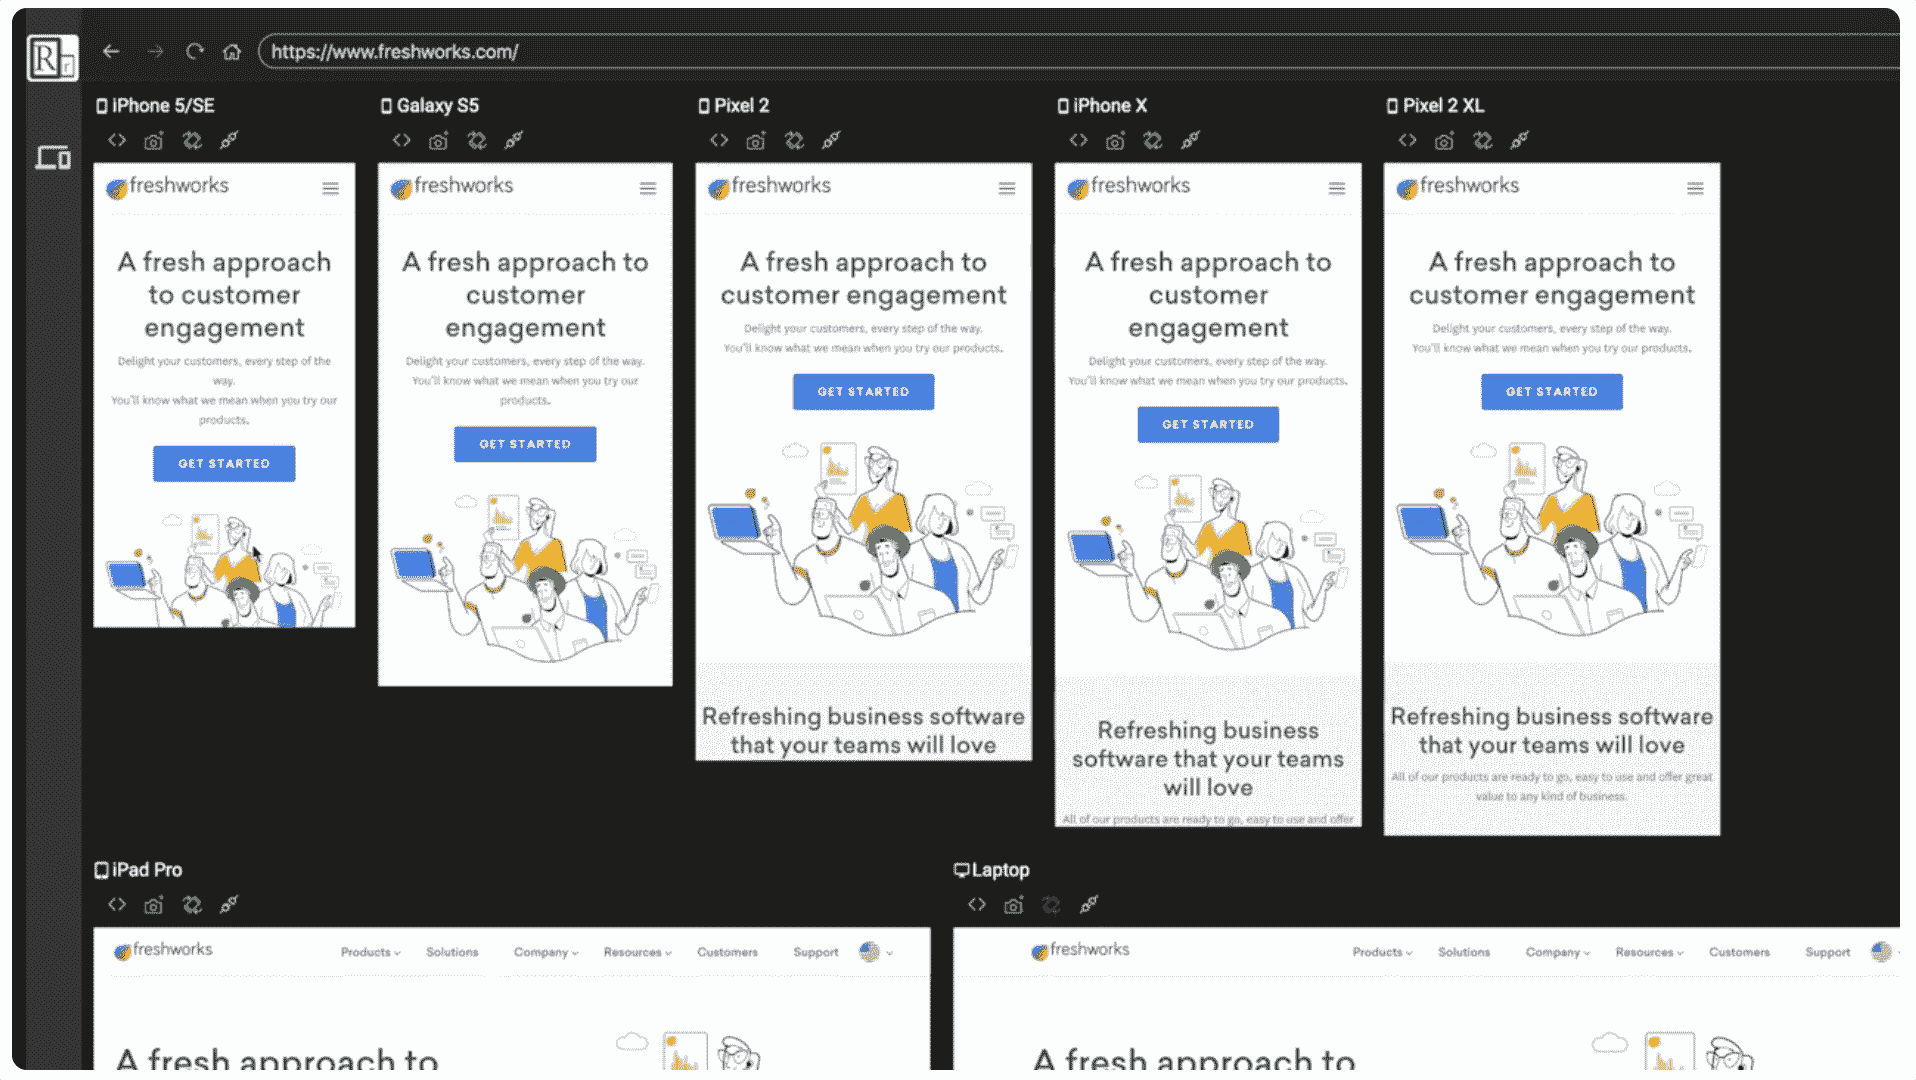 R r
https://www.freshworks.com/
iPhone 5/SE
freshworks
A fresh approach
to customer
engagement
Delight your customers, every step of the
way.
You'll know what we mean when you try our
products.
GET STARTED
Galaxy S5
freshworks
A fresh approach to
customer
engagement
Delight your customers, every step of the way.
You'll know what we mean when you try our
products.
GET STARTED
Pixel 2
freshworks
A fresh approach to
customer engagement
Delight your customers, every step of the way.
You'll know what we mean when you try our products.
GET STARTED
Refreshing business software
that your teams will love
iPhone X
freshworks
A fresh approach to
customer
engagement
Delight your customers, every step of the way.
You'll know what we mean when you try our products.
GET STARTED
Refreshing business
software that your teams
will love
All of our products are ready to go, easy to use and offer
Pixel 2 XL
freshworks
A fresh approach to
customer engagement
Delight your customers, every step of the way.
You'll know what we mean when you try our products.
GET STARTED
Refreshing business software
that your teams will love
All of our products are ready to go, easy to use and offer great
value to any kind of business.
iPad Pro
freshworks
Products Solutions Company Resources Customers Support
A fresh approach to
Laptop
freshworks
Products Solutions Company Resources Customers Support
A fresh approach to